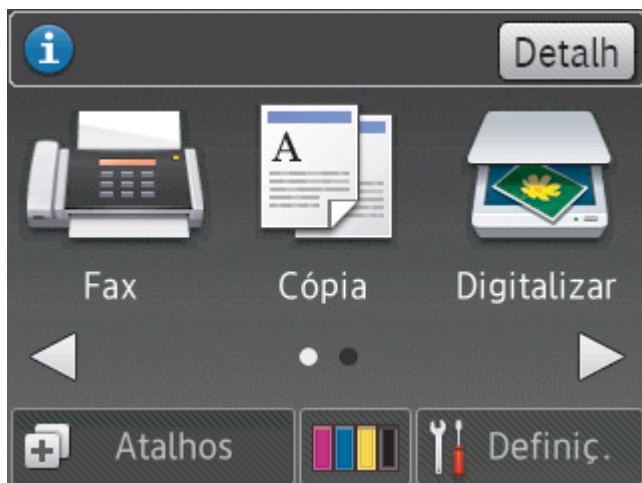 i
Detalh
A
Fax
Cópia
Digitalizar
Atalhos
Definiç.